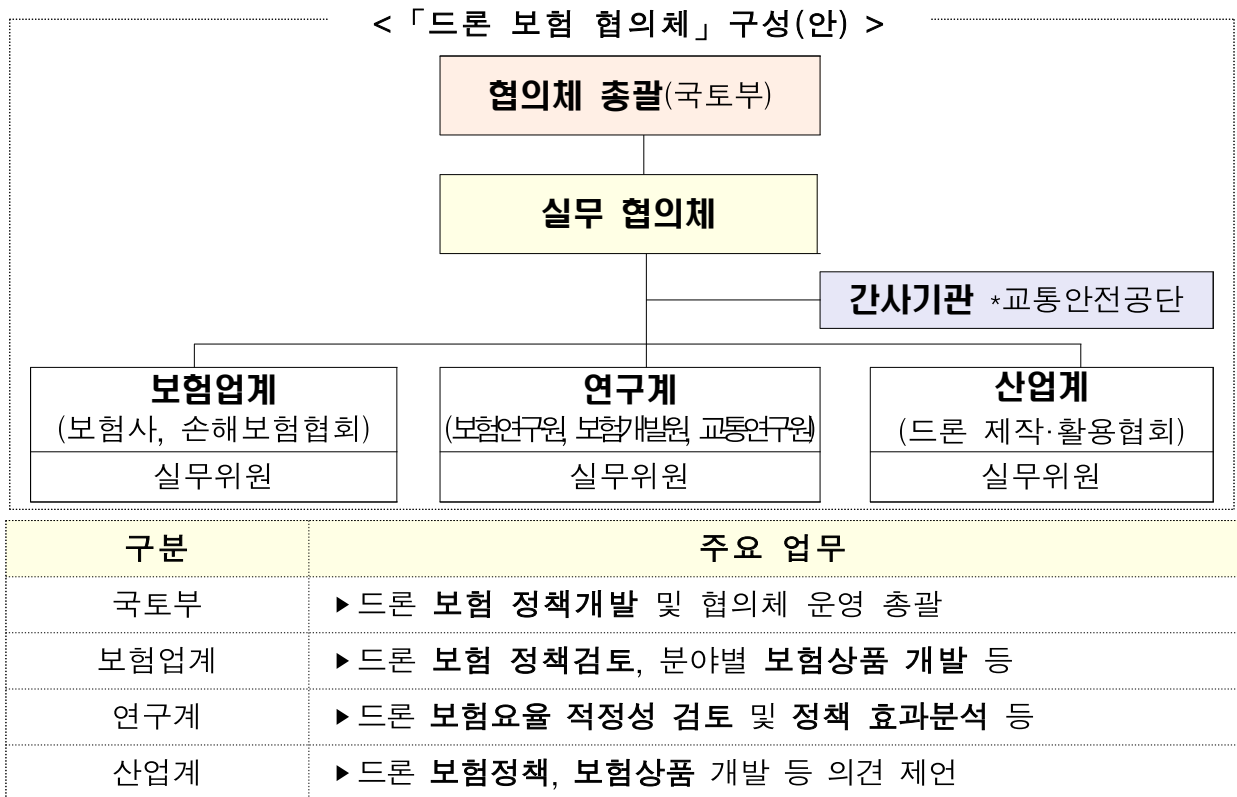 <「드론 보험 협의체」구성(안) >
협의체 총괄(국토부)
실무 협의체
간사기관 *교통안전공단
보험업계
(보험사, 손해보험협회)
실무위원
연구계
(보험연구원, 보험개발원, 교통연구원)
실무위원
산업계
(드론 제작·활용협회)
실무위원
구분 주요 업무
국토부 ▶드론 보험 정책개발 및 협의체 운영 총괄
보험업계 ▶드론 보험 정책검토, 분야별 보험상품 개발 등
연구계 ▶드론 보험요율 적정성 검토 및 정책 효과분석 등
산업계 ▶드론 보험정책, 보험상품 개발 등 의견 제언